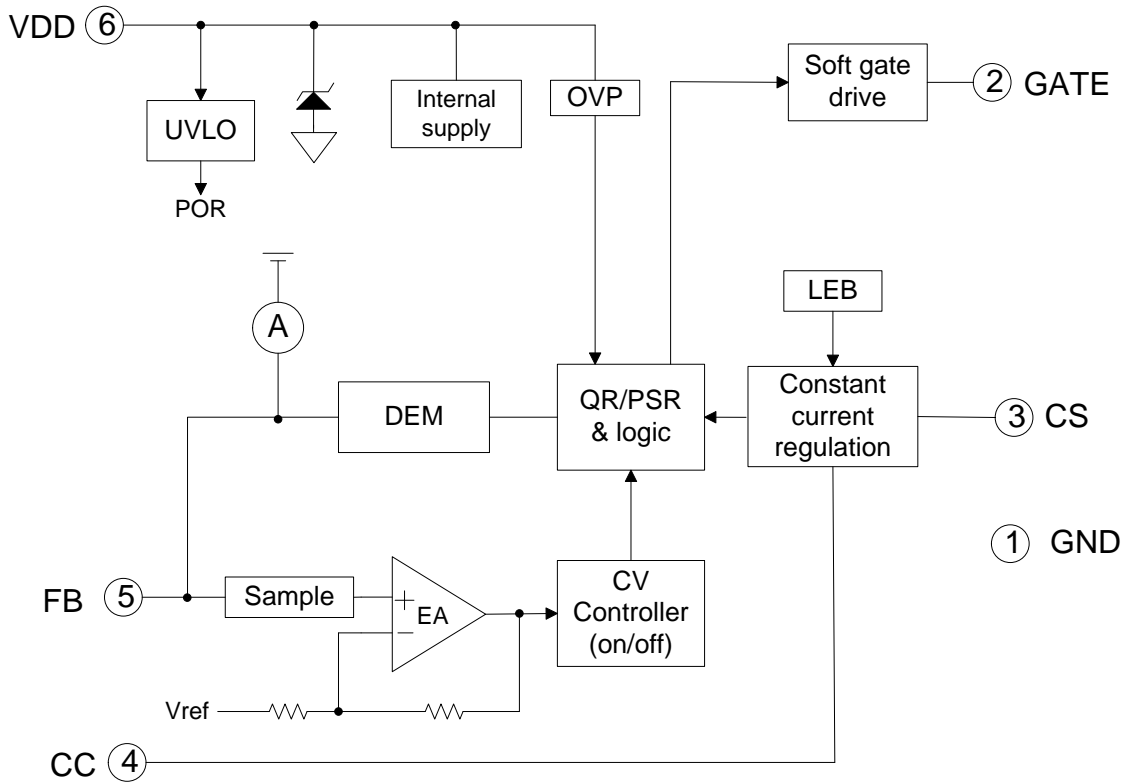 VDD 6
UVLO
POR
Internal
supply
OVP
Soft gate
drive
2 GATE
A
LEB
DEM
QR/PSR
& logic
Constant
current
regulation
3 CS
1 GND
FB 5
Sample
+
EA
−
CV
Controller
(on/off)
Vref
CC 4